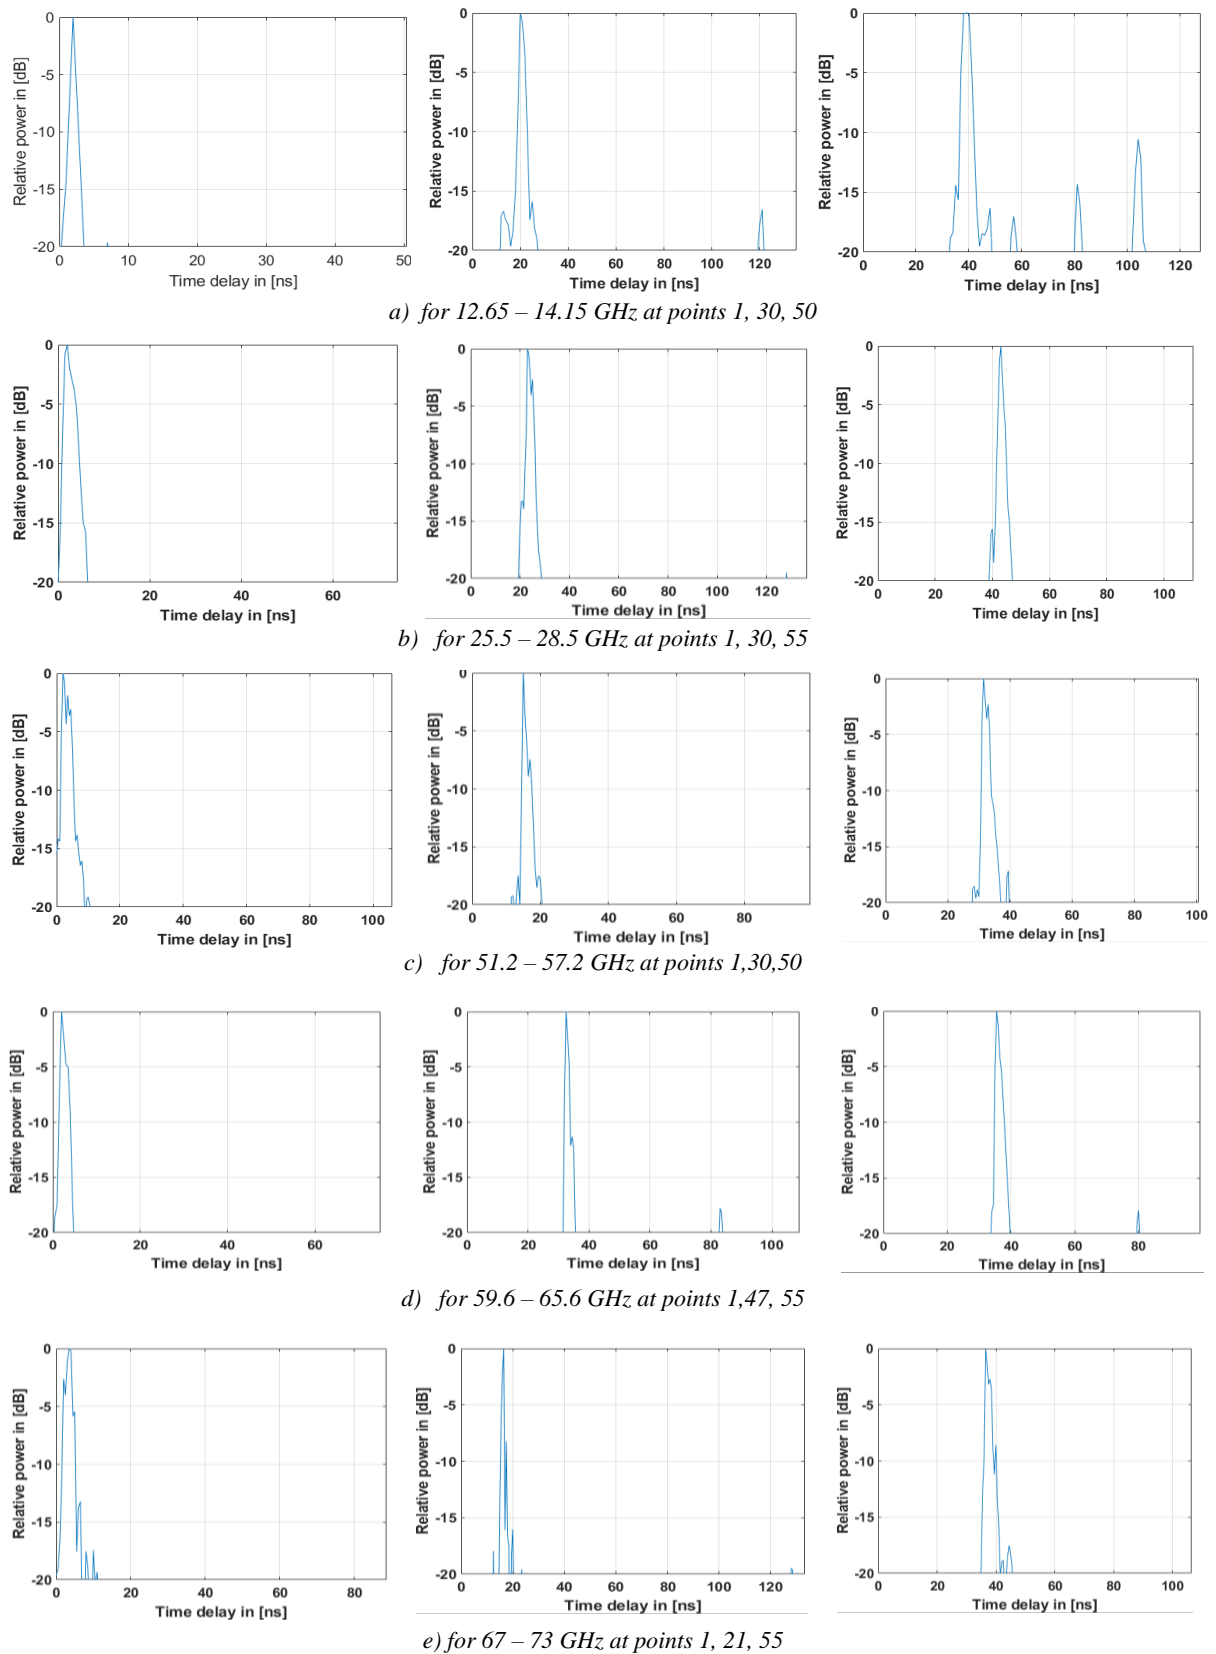 0
-5
-10
-15
-20
0 10 20 30 40 50
Relative power in [dB]
Time delay in [ns]
0
-5
-10
-15
-20
0 20 40 60 80 100 120
Relative power in [dB]
Time delay in [ns]
0
-5
-10
-15
-20
0 20 40 60 80 100 120
Relative power in [dB]
Time delay in [ns]
a) for 12.65 – 14.15 GHz at points 1, 30, 50
0
-5
-10
-15
-20
0 20 40 60
Relative power in [dB]
Time delay in [ns]
0
-5
-10
-15
-20
0 20 40 60 80 100 120
Relative power in [dB]
Time delay in [ns]
0
-5
-10
-15
-20
0 20 40 60 80 100
Relative power in [dB]
Time delay in [ns]
b) for 25.5 – 28.5 GHz at points 1, 30, 55
0
-5
-10
-15
-20
0 20 40 60 80 100
Relative power in [dB]
Time delay in [ns]
0
-5
-10
-15
-20
0 20 40 60 80
Relative power in [dB]
Time delay in [ns]
0
-5
-10
-15
-20
0 20 40 60 80 100
Relative power in [dB]
Time delay in [ns]
c) for 51.2 – 57.2 GHz at points 1,30,50
0
-5
-10
-15
-20
0 20 40 60
Relative power in [dB]
Time delay in [ns]
0
-5
-10
-15
-20
0 20 40 60 80 100
Relative power in [dB]
Time delay in [ns]
0
-5
-10
-15
-20
0 20 40 60 80
Relative power in [dB]
Time delay in [ns]
d) for 59.6 – 65.6 GHz at points 1,47, 55
0
-5
-10
-15
-20
0 20 40 60 80
Relative power in [dB]
Time delay in [ns]
0
-5
-10
-15
-20
0 20 40 60 80 100 120
Relative power in [dB]
Time delay in [ns]
0
-5
-10
-15
-20
0 20 40 60 80 100
Relative power in [dB]
Time delay in [ns]
e) for 67 – 73 GHz at points 1, 21, 55